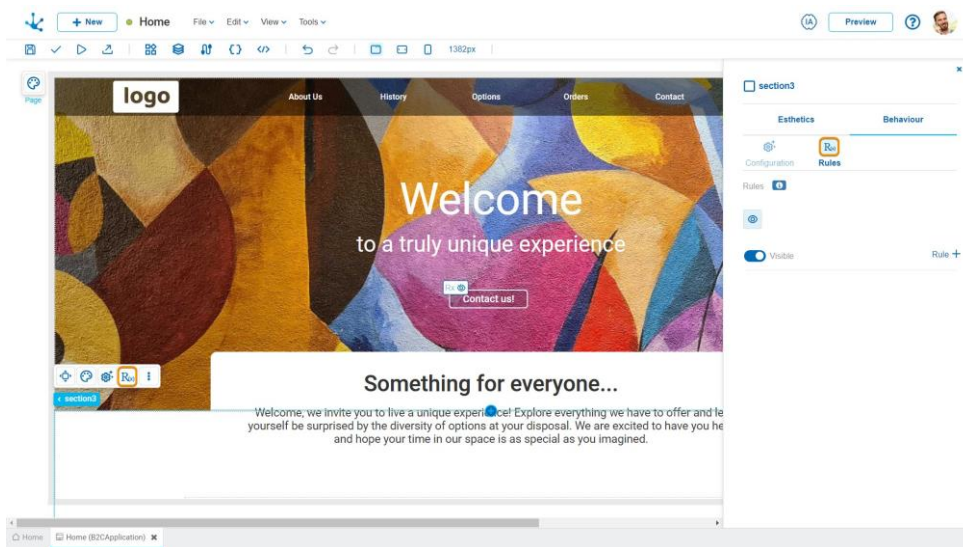 + New
Home
File
Edit
View
Tools
IA
Preview
?
</>
1382px
Page
logo
About Us
History
Options
Orders
Contact
Welcome
to a truly unique experience
Rx
Contact us!
R(x)
section3
Something for everyone...
Welcome, we invite you to live a unique experience! Explore everything we have to offer and le
yourself be surprised by the diversity of options at your disposal. We are excited to have you he
and hope your time in our space is as special as you imagined.
section3
Esthetics
Behaviour
Configuration
R(x)
Rules
Rules
Visible
Rule +
Home
Home (B2CApplication)